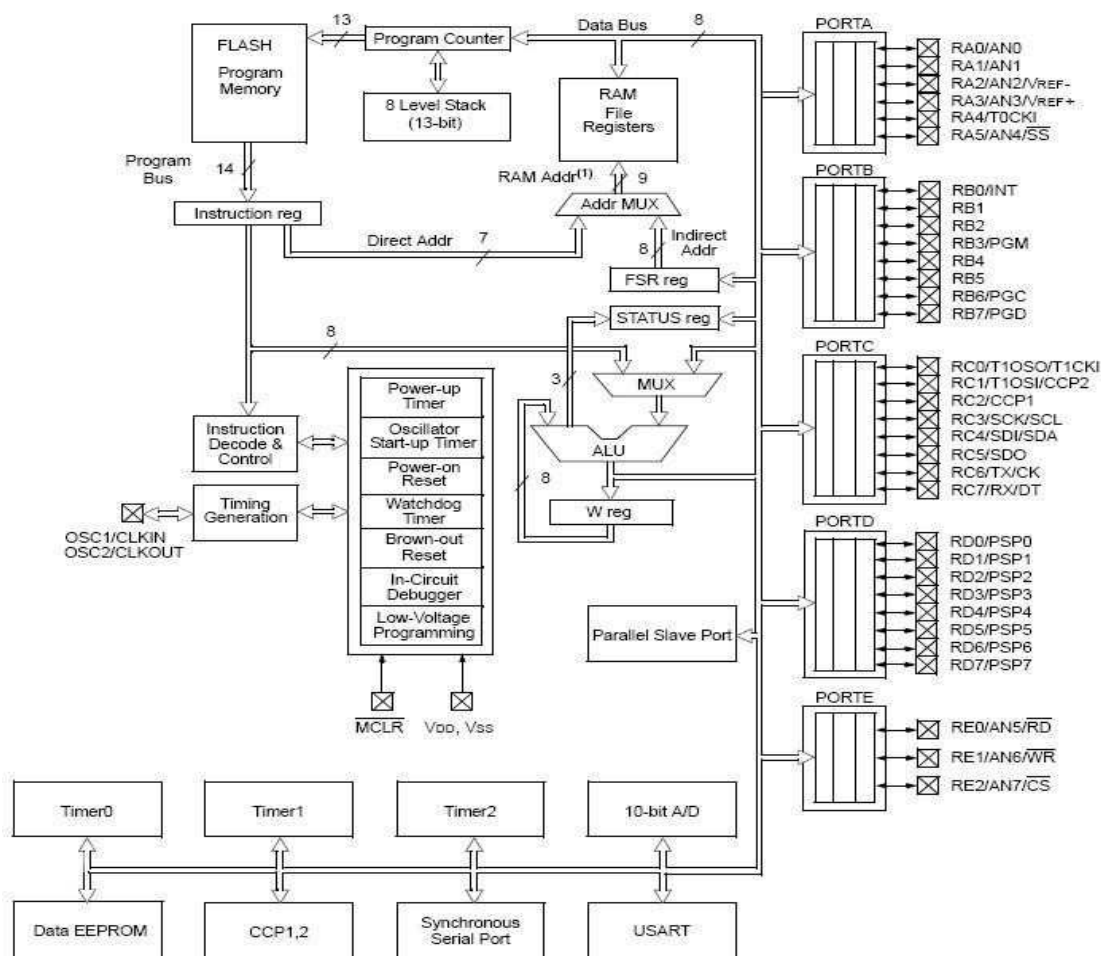 FLASH
Program
Memory
13
Program Counter
8 Level Stack
(13-bit)
Data Bus
8
RAM
File
Registers
Program
Bus
14
Instruction reg
RAM Addr(1)
9
Addr MUX
Direct Addr
7
Indirect
Addr
8
FSR reg
STATUS reg
8
3
MUX
ALU
8
W reg
Power-up
Timer
Oscillator
Start-up Timer
Power-on
Reset
Watchdog
Timer
Brown-out
Reset
In-Circuit
Debugger
Low-Voltage
Programming
Instruction
Decode &
Control
Timing
Generation
OSC1/CLKIN
OSC2/CLKOUT
MCLR
VDD, VSS
Parallel Slave Port
PORTA
RA0/AN0
RA1/AN1
RA2/AN2/VREF-
RA3/AN3/VREF+
RA4/T0CKI
RA5/AN4/SS
PORTB
RB0/INT
RB1
RB2
RB3/PGM
RB4
RB5
RB6/PGC
RB7/PGD
PORTC
RC0/T1OSO/T1CKI
RC1/T1OSI/CCP2
RC2/CCP1
RC3/SCK/SCL
RC4/SDI/SDA
RC5/SDO
RC6/TX/CK
RC7/RX/DT
PORTD
RD0/PSP0
RD1/PSP1
RD2/PSP2
RD3/PSP3
RD4/PSP4
RD5/PSP5
RD6/PSP6
RD7/PSP7
PORTE
RE0/AN5/RD
RE1/AN6/WR
RE2/AN7/CS
Timer0
Timer1
Timer2
10-bit A/D
Data EEPROM
CCP1,2
Synchronous
Serial Port
USART